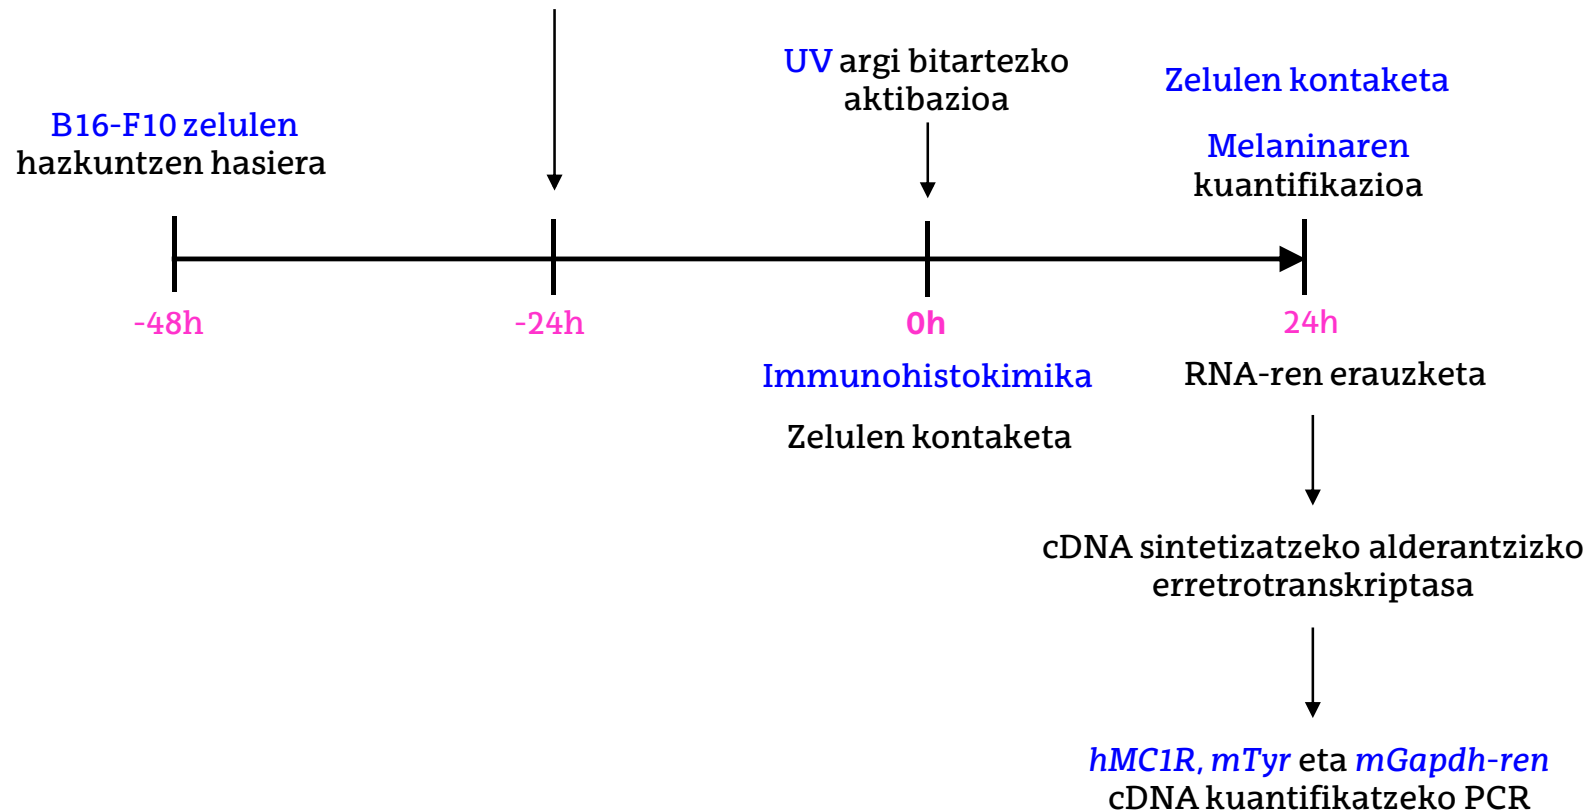 B16-F10 zelulen
hazkuntzen hasiera
UV argi bitartezko
aktibazioa
Zelulen kontaketa
Melaninaren
kuantifikazioa
-48h
-24h
0h
24h
Immunohistokimika
Zelulen kontaketa
RNA-ren erauzketa
cDNA sintetizatzeko alderantzizko
erretrotranskriptasa
hMC1R, mTyr eta mGapdh-ren
cDNA kuantifikatzeko PCR